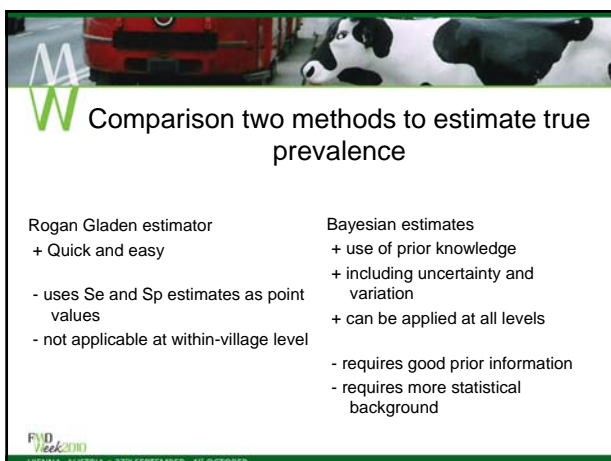 Comparison two methods to estimate true
prevalence
Rogan Gladen estimator
+ Quick and easy
- uses Se and Sp estimates as point
values
- not applicable at within-village level
Bayesian estimates
+ use of prior knowledge
+ including uncertainty and
variation
+ can be applied at all levels
- requires good prior information
- requires more statistical
background
FMD
Week2010
VIENNA, AUSTRIA